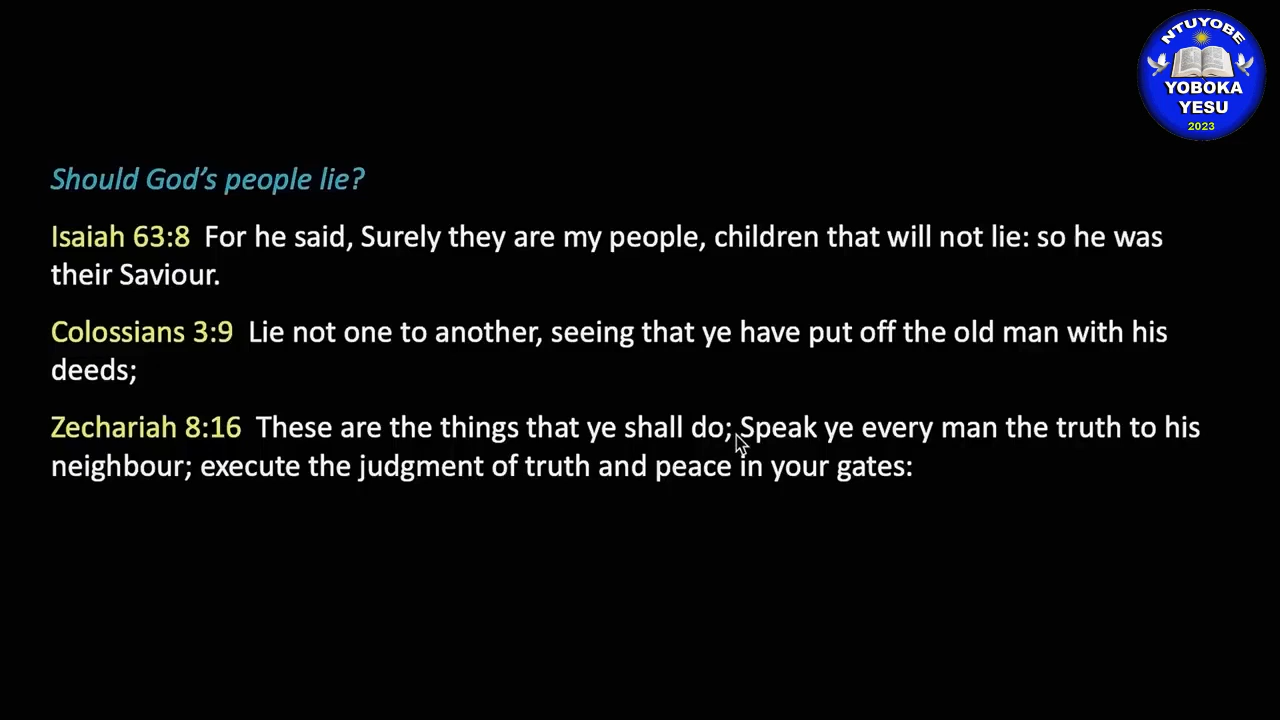 NTUYOBE
YOBOKA
YESU
2023
Should God’s people lie?
Isaiah 63:8  For he said, Surely they are my people, children that will not lie: so he was
their Saviour.
Colossians 3:9  Lie not one to another, seeing that ye have put off the old man with his
deeds;
Zechariah 8:16  These are the things that ye shall do; Speak ye every man the truth to his
neighbour; execute the judgment of truth and peace in your gates: